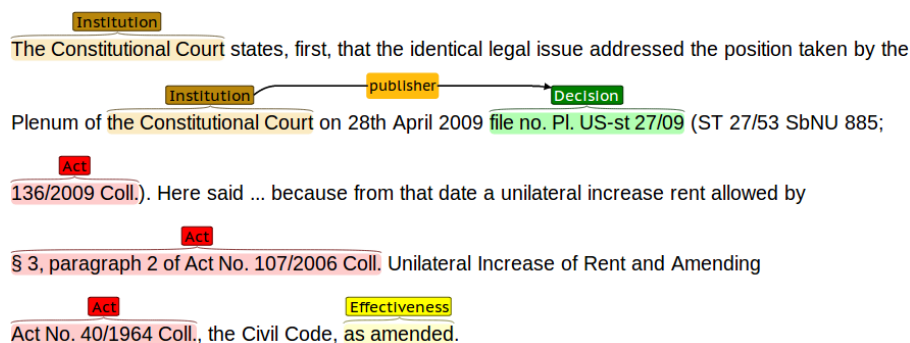 Institution
The Constitutional Court states, first, that the identical legal issue addressed the position taken by the
publisher
Institution Decision
Plenum of the Constitutional Court on 28th April 2009 file no. Pl. US-st 27/09 (ST 27/53 SbNU 885;
Act
136/2009 Coll.). Here said ... because from that date a unilateral increase rent allowed by
Act
§ 3, paragraph 2 of Act No. 107/2006 Coll. Unilateral Increase of Rent and Amending
Act Effectiveness
Act No. 40/1964 Coll., the Civil Code, as amended.